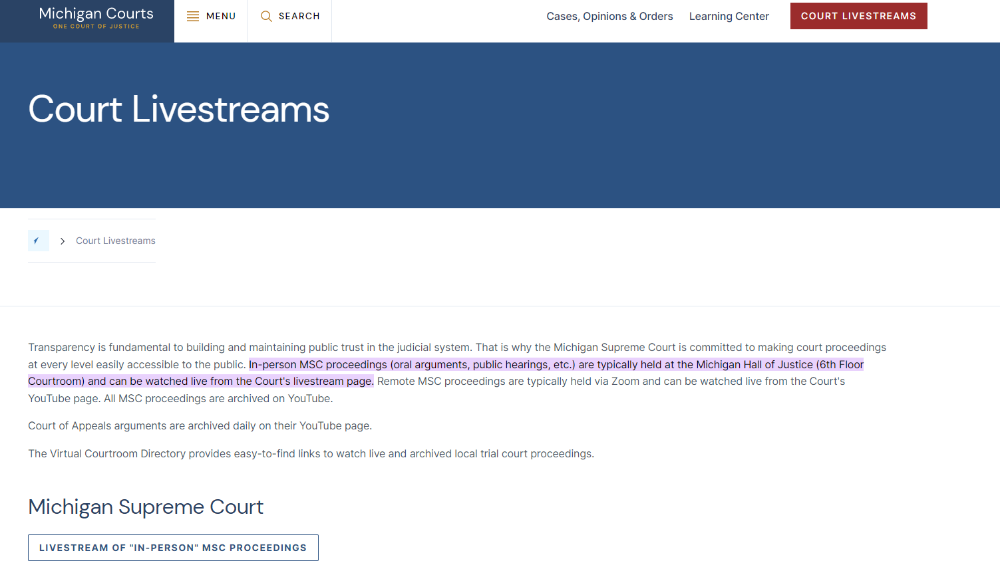 Michigan Courts
ONE COURT OF JUSTICE
MENU
SEARCH
Cases, Opinions & Orders
Learning Center
COURT LIVESTREAMS
Court Livestreams
Court Livestreams
Transparency is fundamental to building and maintaining public trust in the judicial system. That is why the Michigan Supreme Court is committed to making court proceedings
at every level easily accessible to the public. In-person MSC proceedings (oral arguments, public hearings, etc.) are typically held at the Michigan Hall of Justice (6th Floor
Courtroom) and can be watched live from the Court's livestream page. Remote MSC proceedings are typically held via Zoom and can be watched live from the Court's
YouTube page. All MSC proceedings are archived on YouTube.
Court of Appeals arguments are archived daily on their YouTube page.
The Virtual Courtroom Directory provides easy-to-find links to watch live and archived local trial court proceedings.
Michigan Supreme Court
LIVESTREAM OF "IN-PERSON" MSC PROCEEDINGS